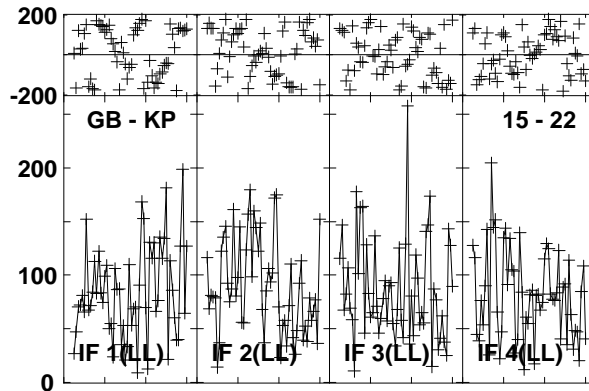 200
-200
GB - KP
15 - 22
200
100
0
IF 1(LL)
IF 2(LL)
IF 3(LL)
IF 4(LL)